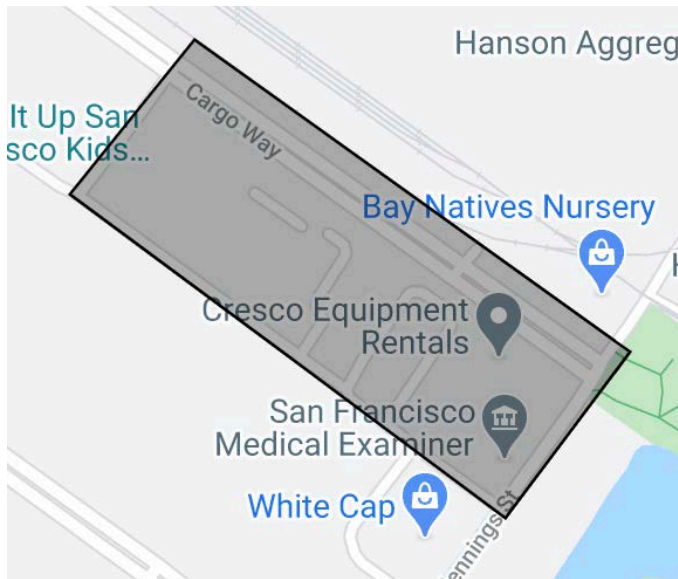 Hanson Aggreg
It Up San
sco Kids...
Cargo Way
Bay Natives Nursery
H
Cresco Equipment
Rentals
San Francisco
Medical Examiner
White Cap
ennings St